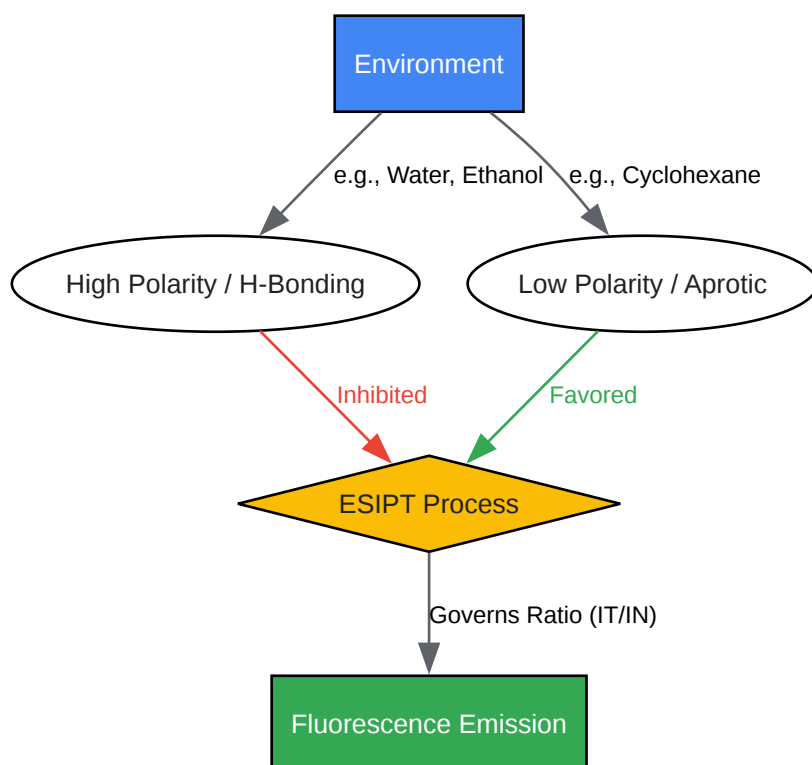 Environment
e.g., Water, Ethanol
e.g., Cyclohexane
High Polarity / H-Bonding
Low Polarity / Aprotic
Inhibited
Favored
ESIPT Process
Governs Ratio (IT/IN)
Fluorescence Emission